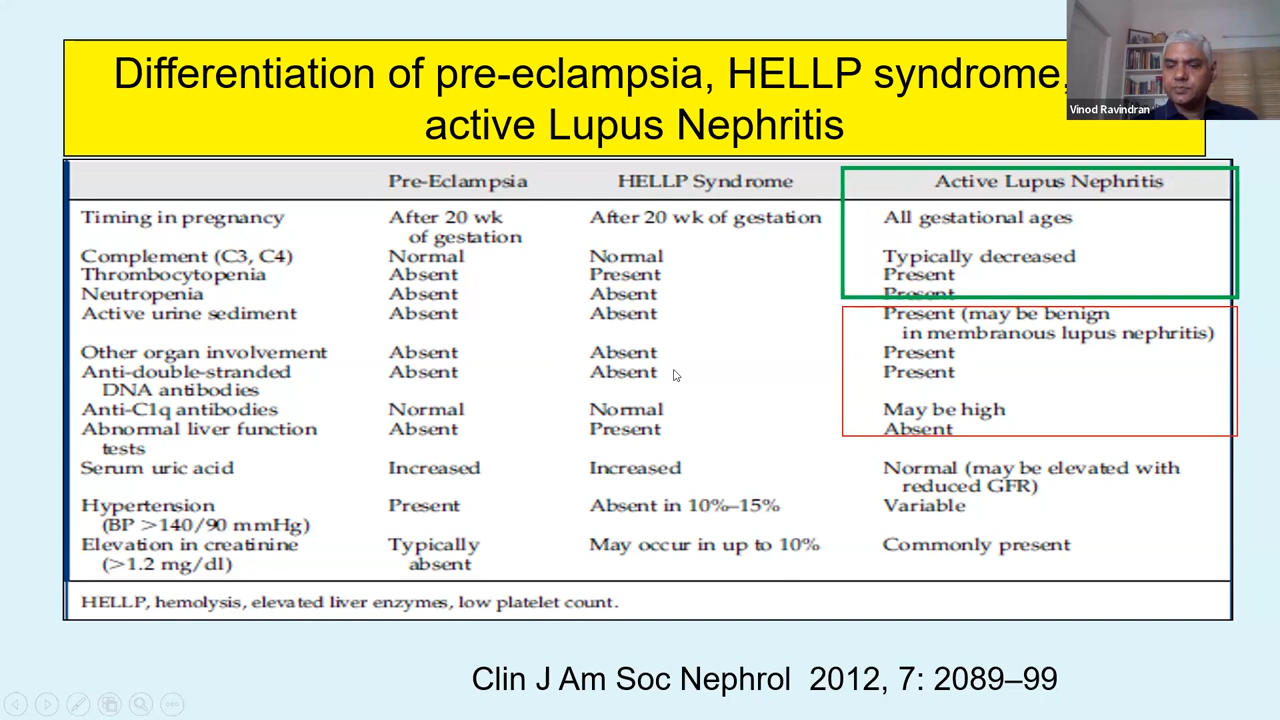 Differentiation of pre-eclampsia, HELLP syndrome,
active Lupus Nephritis
Vinod Ravindran
Pre-Eclampsia HELLP Syndrome Active Lupus Nephritis
Timing in pregnancy After 20 wk After 20 wk of gestation All gestational ages
of gestation
Complement (C3, C4) Normal Normal Typically decreased
Thrombocytopenia Absent Present Present
Neutropenia Absent Absent Present
Active urine sediment Absent Absent Present (may be benign
in membranous lupus nephritis)
Other organ involvement Absent Absent Present
Anti-double-stranded Absent Absent Present
DNA antibodies
Anti-C1q antibodies Normal Normal May be high
Abnormal liver function Absent Present Absent
tests
Serum uric acid Increased Increased Normal (may be elevated with
reduced GFR)
Hypertension Present Absent in 10%–15% Variable
(BP >140/90 mmHg)
Elevation in creatinine Typically May occur in up to 10% Commonly present
(>1.2 mg/dl) absent
HELLP, hemolysis, elevated liver enzymes, low platelet count.
Clin J Am Soc Nephrol 2012, 7: 2089–99